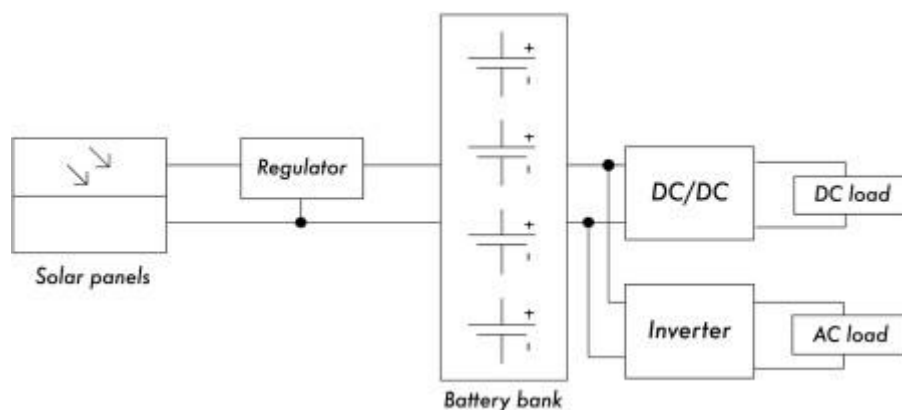 Solar panels
Regulator
+
-
+
-
+
-
+
-
Battery bank
DC/DC
DC load
Inverter
AC load